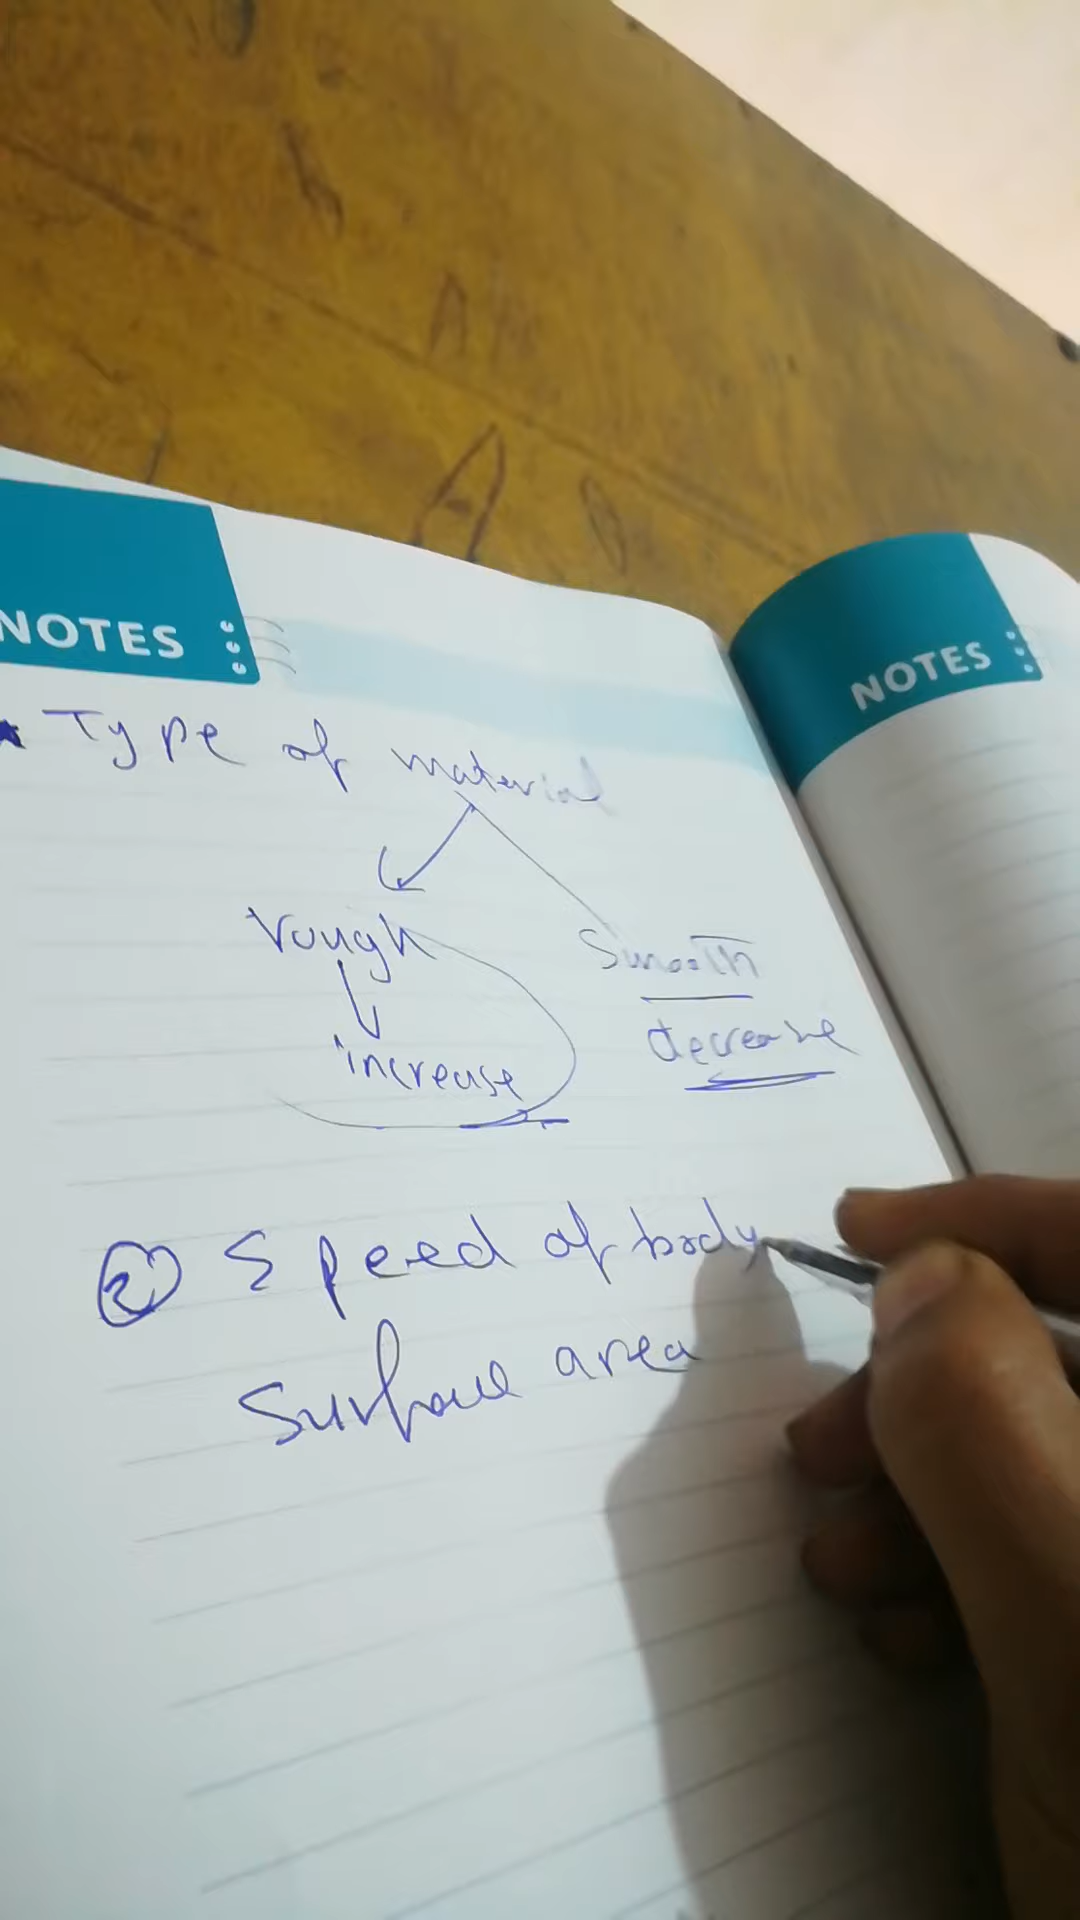 NOTES
NOTES
Type of material
rough
Smooth
increase
decrease
2 Speed of body
Surface area